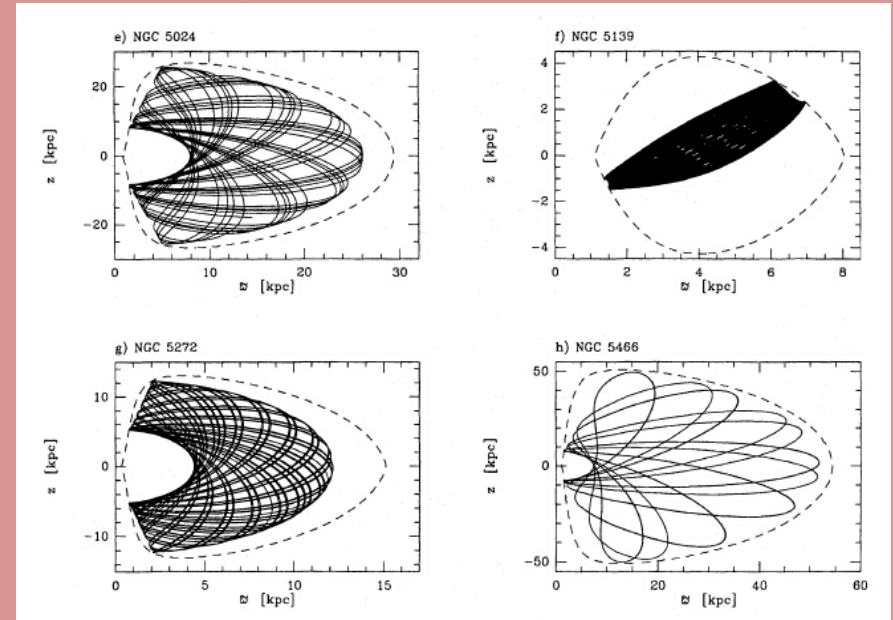 e) NGC 5024
20
0
−20
z [kpc]
0 10 20 30
ϖ [kpc]
f) NGC 5139
4
2
0
−2
−4
z [kpc]
0 2 4 6 8
ϖ [kpc]
g) NGC 5272
10
0
−10
z [kpc]
0 5 10 15
ϖ [kpc]
h) NGC 5466
50
0
−50
z [kpc]
0 20 40 60
ϖ [kpc]